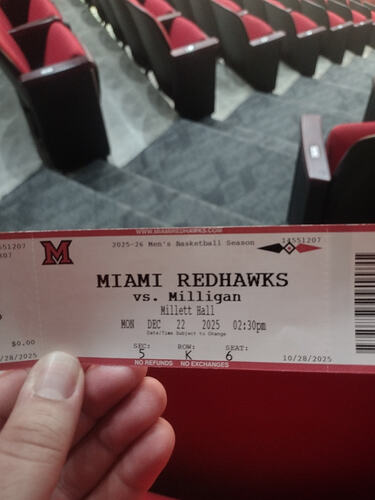 WWW.MIAMIREDHAWKS.COM
551207
M 2025-26 Men's Basketball Season 14551207
MIAMI REDHAWKS
vs. Milligan
Millett Hall
MON DEC 22 2025 02:30pm
Date/Time Subject to Change
$0.00
SEC: ROW: SEAT:
5 K 6
/28/2025 10/28/2025
NO REFUNDS NO EXCHANGES